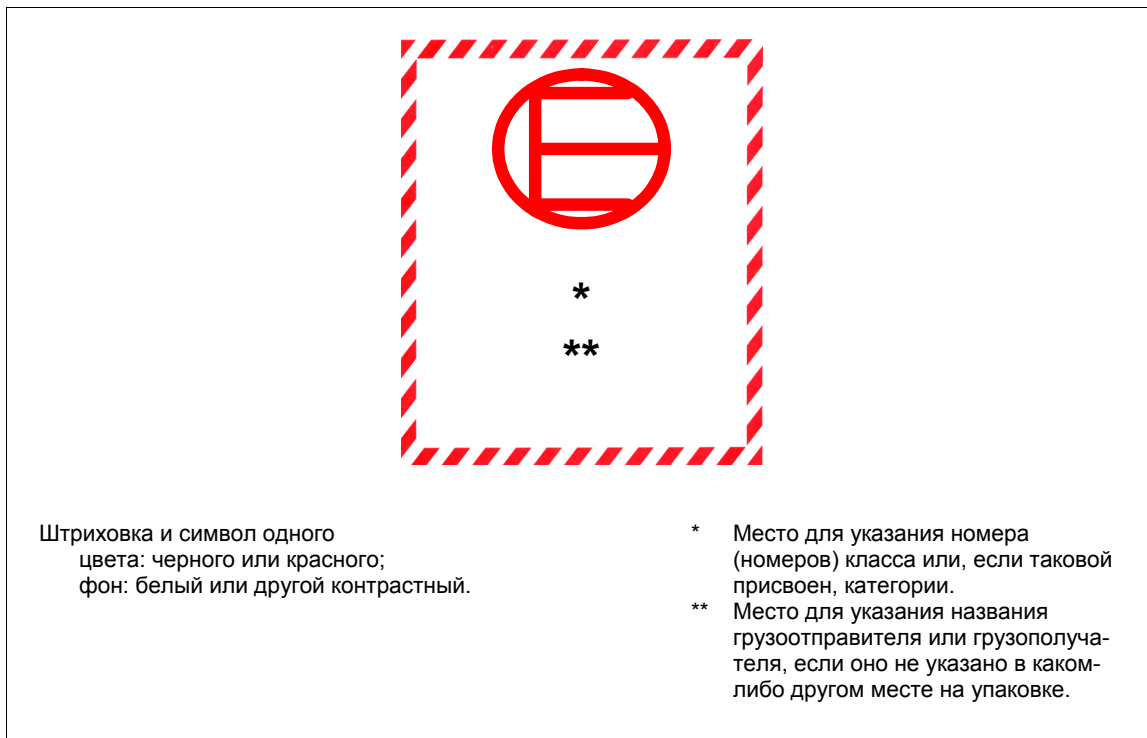 E
*
**
Штриховка и символ одного
цвета: черного или красного;
фон: белый или другой контрастный.
* Место для указания номера
(номеров) класса или, если таковой
присвоен, категории.
** Место для указания названия
грузоотправителя или грузополуча-
теля, если оно не указано в каком-
либо другом месте на упаковке.